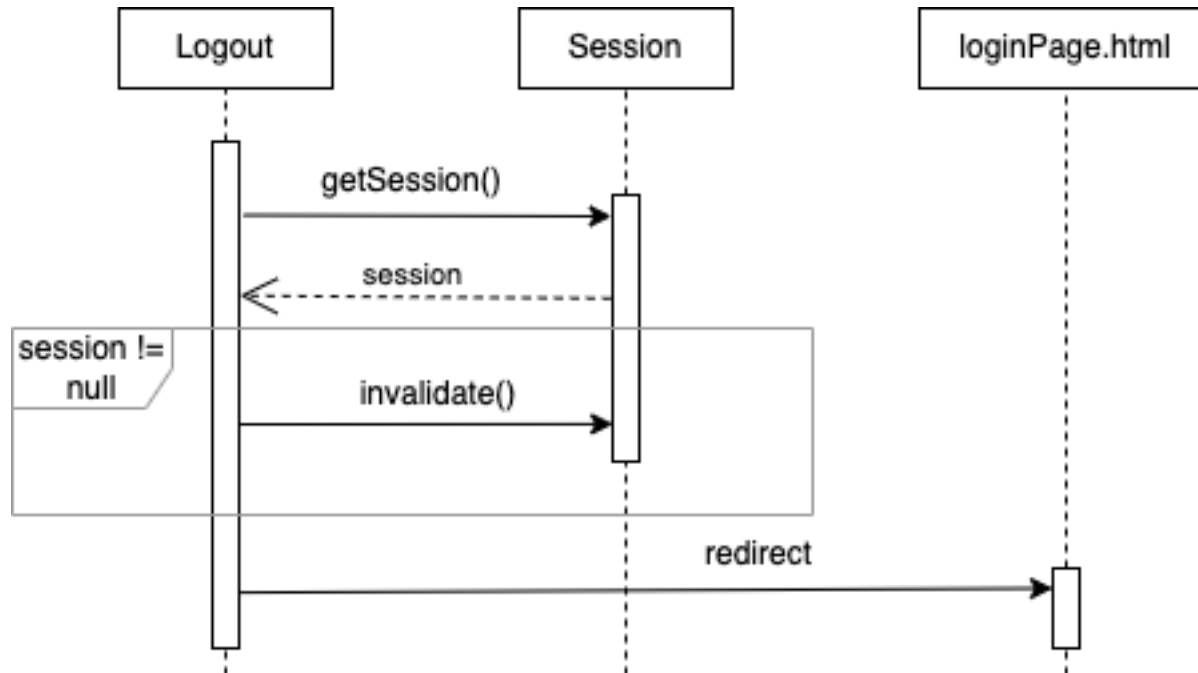 Logout
Session
loginPage.html
getSession()
session
session !=
null
invalidate()
redirect